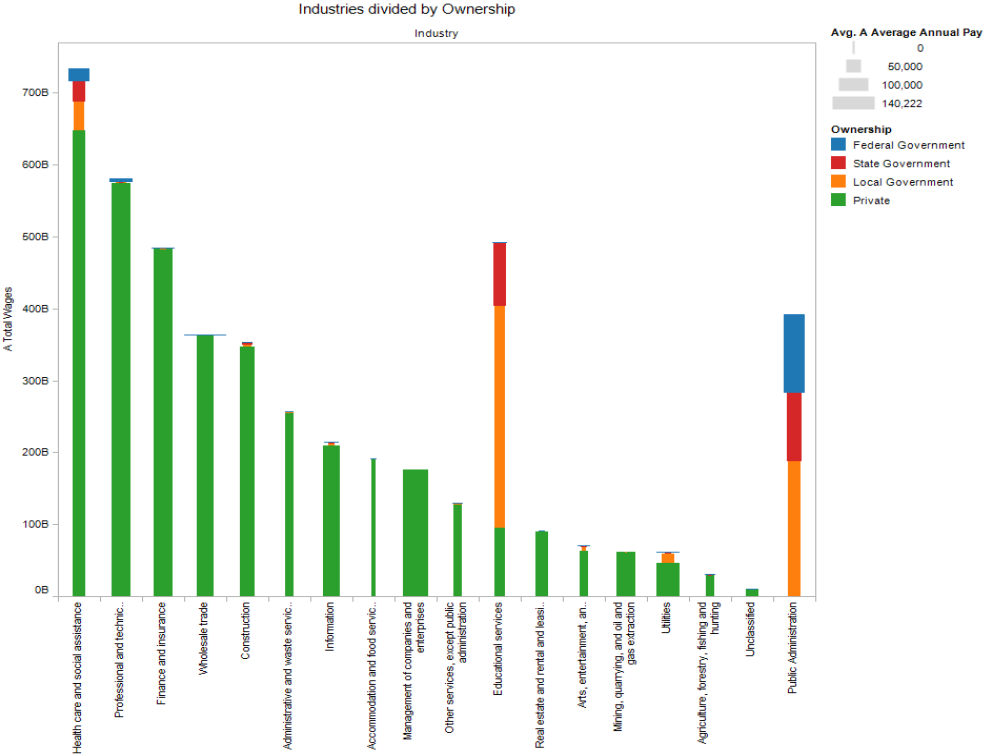 Industries divided by Ownership
Industry
A Total Wages
700B
600B
500B
400B
300B
200B
100B
0B
Health care and social assistance
Professional and technic..
Finance and insurance
Wholesale trade
Construction
Administrative and waste servic..
Information
Accommodation and food servic..
Management of companies and
enterprises
Other services, except public
administration
Educational services
Real estate and rental and leasi..
Arts, entertainment, an..
Mining, quarrying, and oil and
gas extraction
Utilities
Agriculture, forestry, fishing and
hunting
Unclassified
Public Administration
Avg. A Average Annual Pay
0
50,000
100,000
140,222
Ownership
Federal Government
State Government
Local Government
Private